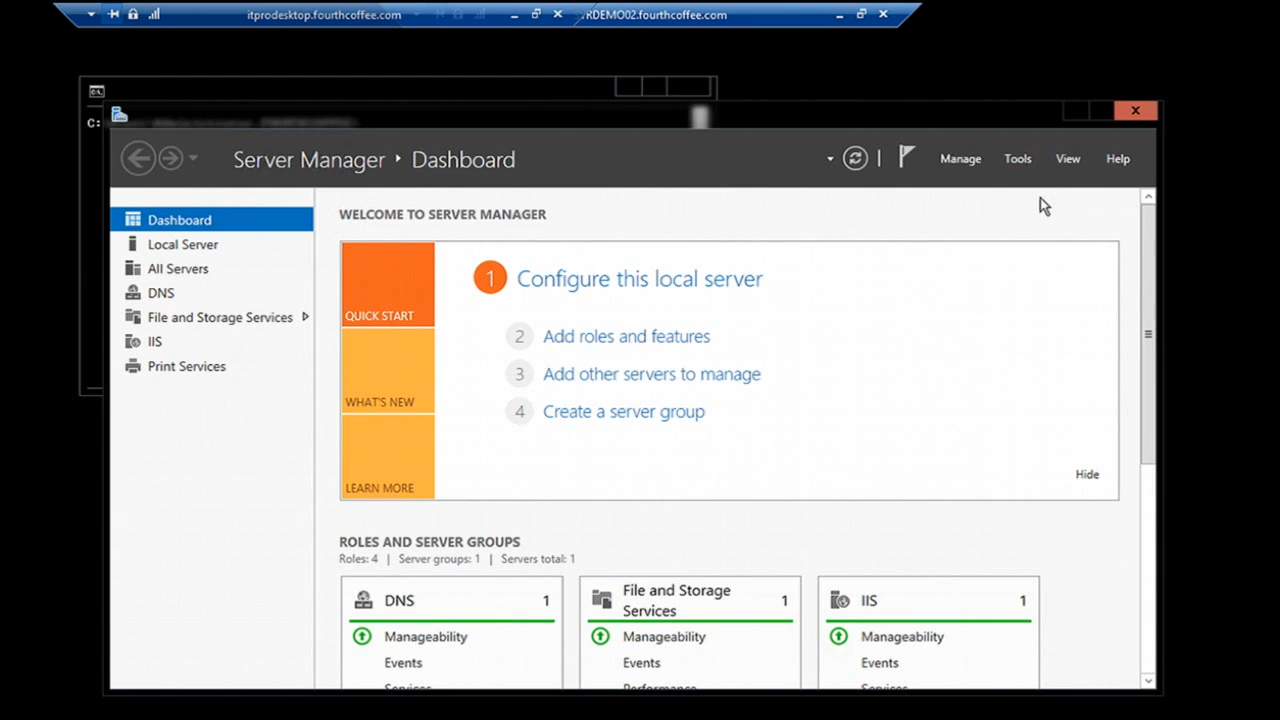 itprodesktop.fourthcoffee.com
RDEMO02.fourthcoffee.com
C:
Server Manager ‣ Dashboard
Manage
Tools
View
Help
Dashboard
Local Server
All Servers
DNS
File and Storage Services
IIS
Print Services
WELCOME TO SERVER MANAGER
QUICK START
WHAT'S NEW
LEARN MORE
1 Configure this local server
2 Add roles and features
3 Add other servers to manage
4 Create a server group
Hide
ROLES AND SERVER GROUPS
Roles: 4 | Server groups: 1 | Servers total: 1
DNS 1
Manageability
Events
Services
File and Storage
Services 1
Manageability
Events
Performance
IIS 1
Manageability
Events
Services